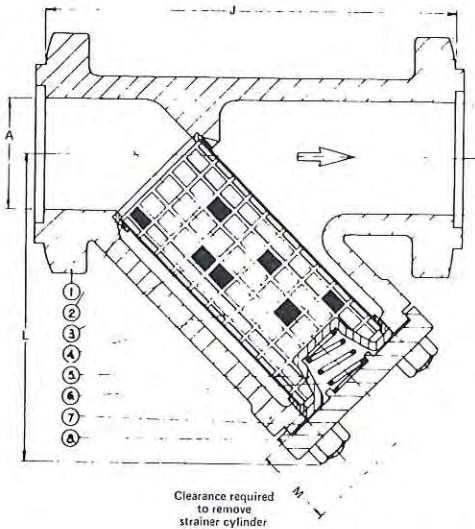 J
A
L
①
②
③
④
⑤
⑥
⑦
⑧
M
Clearance required
to remove
strainer cylinder